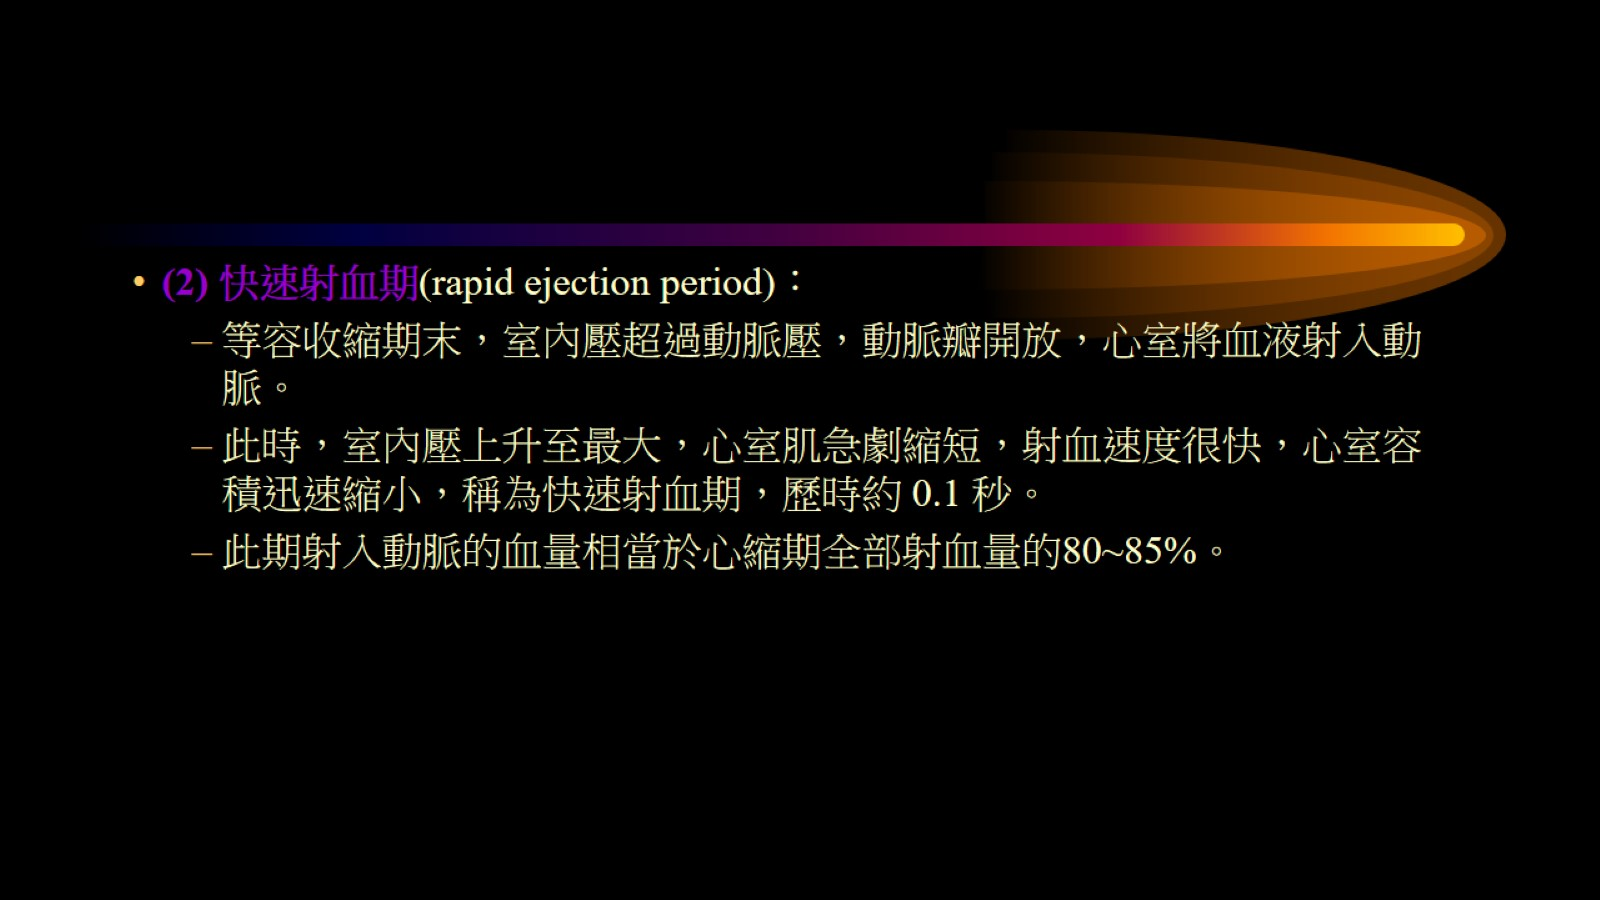 • (2) 快速射血期(rapid ejection period)：
– 等容收縮期末，室內壓超過動脈壓，動脈瓣開放，心室將血液射入動
脈。
– 此時，室內壓上升至最大，心室肌急劇縮短，射血速度很快，心室容
積迅速縮小，稱為快速射血期，歷時約 0.1 秒。
– 此期射入動脈的血量相當於心縮期全部射血量的80~85%。